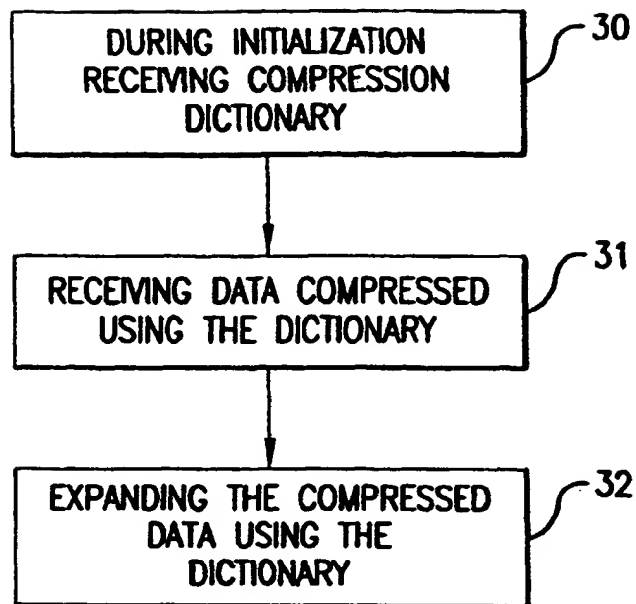 DURING INITIALIZATION
RECEIVING COMPRESSION
DICTIONARY
30
RECEIVING DATA COMPRESSED
USING THE DICTIONARY
31
EXPANDING THE COMPRESSED
DATA USING THE
DICTIONARY
32